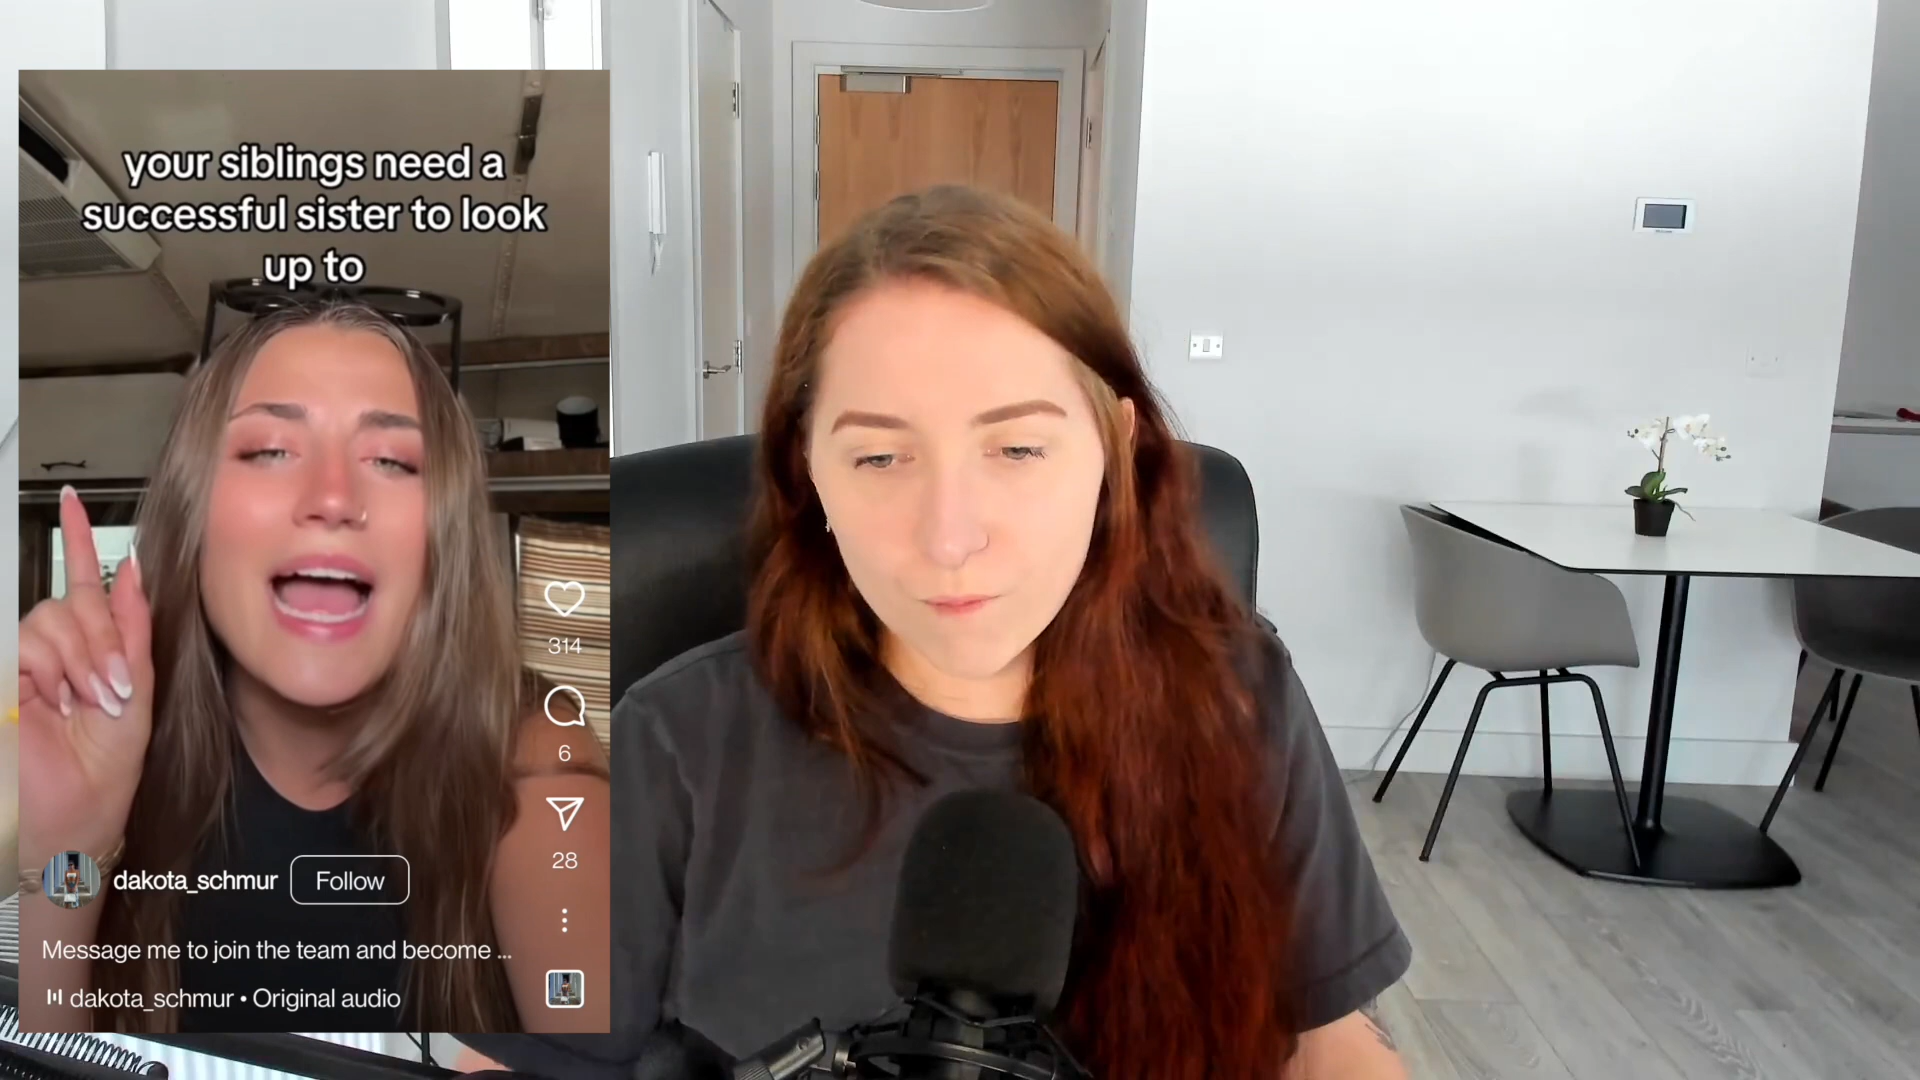 your siblings need a
successful sister to look
up to
314
6
28
dakota_schmur Follow
Message me to join the team and become ...
dakota_schmur • Original audio